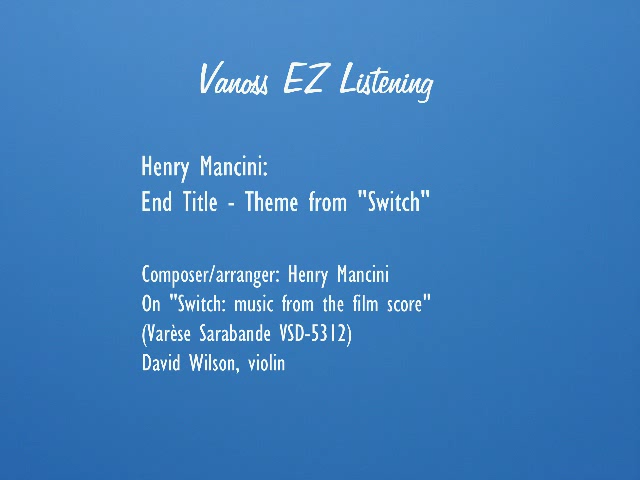 Vanoss EZ Listening
Henry Mancini:
End Title - Theme from "Switch"
Composer/arranger: Henry Mancini
On "Switch: music from the film score"
(Varèse Sarabande VSD-5312)
David Wilson, violin